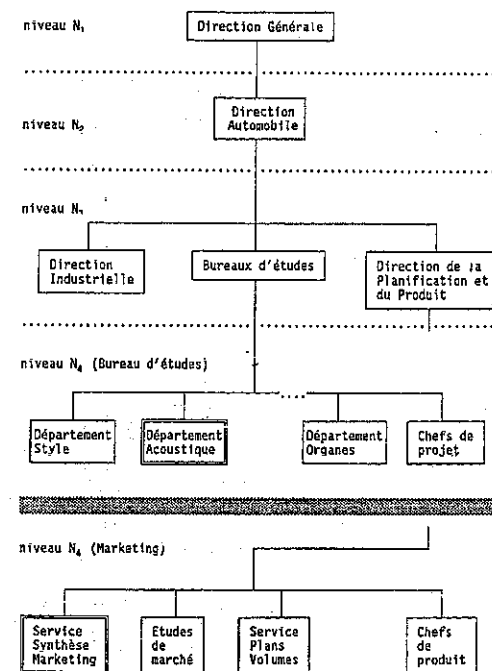 niveau N₁
Direction Générale
niveau N₂
Direction
Automobile
niveau N₃
Direction
Industrielle
Bureaux d'études
Direction de la
Planification et
du Produit
niveau N₄ (Bureau d'études)
Département
Style
Département
Acoustique
Département
Organes
Chefs de
projet
niveau N₄ (Marketing)
Service
Synthèse
Marketing
Etudes
de
marché
Service
Plans
Volumes
Chefs
de
produit